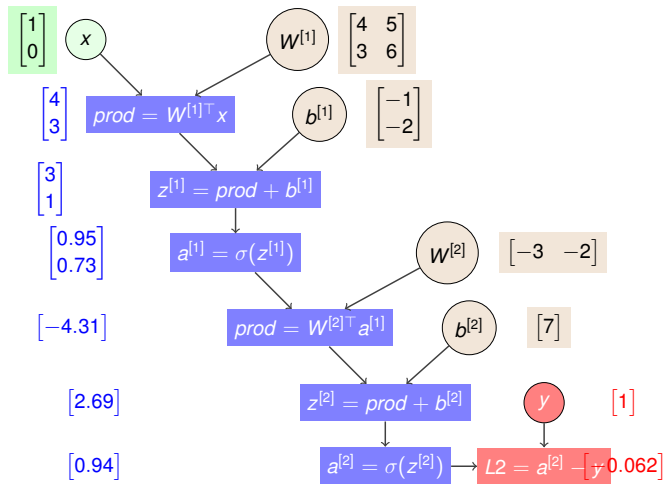 [1 0] x W^[1] [4 5 3 6]
[4 3] prod = W^[1]⊤ x b^[1] [−1 −2]
[3 1] z^[1] = prod + b^[1]
[0.95 0.73] a^[1] = σ(z^[1]) W^[2] [−3 −2]
[−4.31] prod = W^[2]⊤ a^[1] b^[2] [7]
[2.69] z^[2] = prod + b^[2] y [1]
[0.94] a^[2] = σ(z^[2]) L2 = a^[2] − y [−0.062]